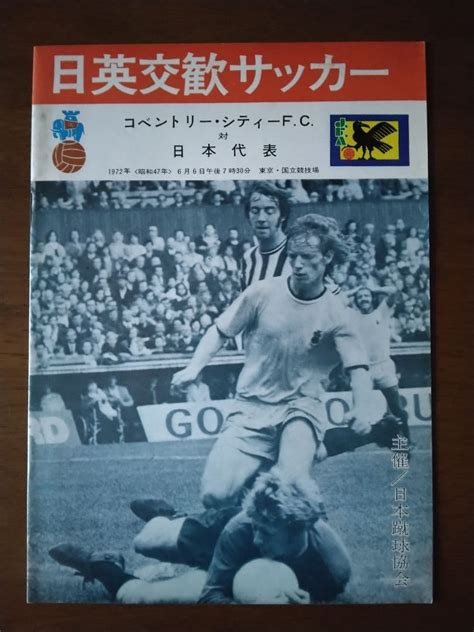 日英交歓サッカー
コベントリー・シティーF.C.
対
日本代表
1972年〈昭和47年〉6月6日午後7時30分 東京・国立競技場
JFA
GO
主催/日本蹴球協会